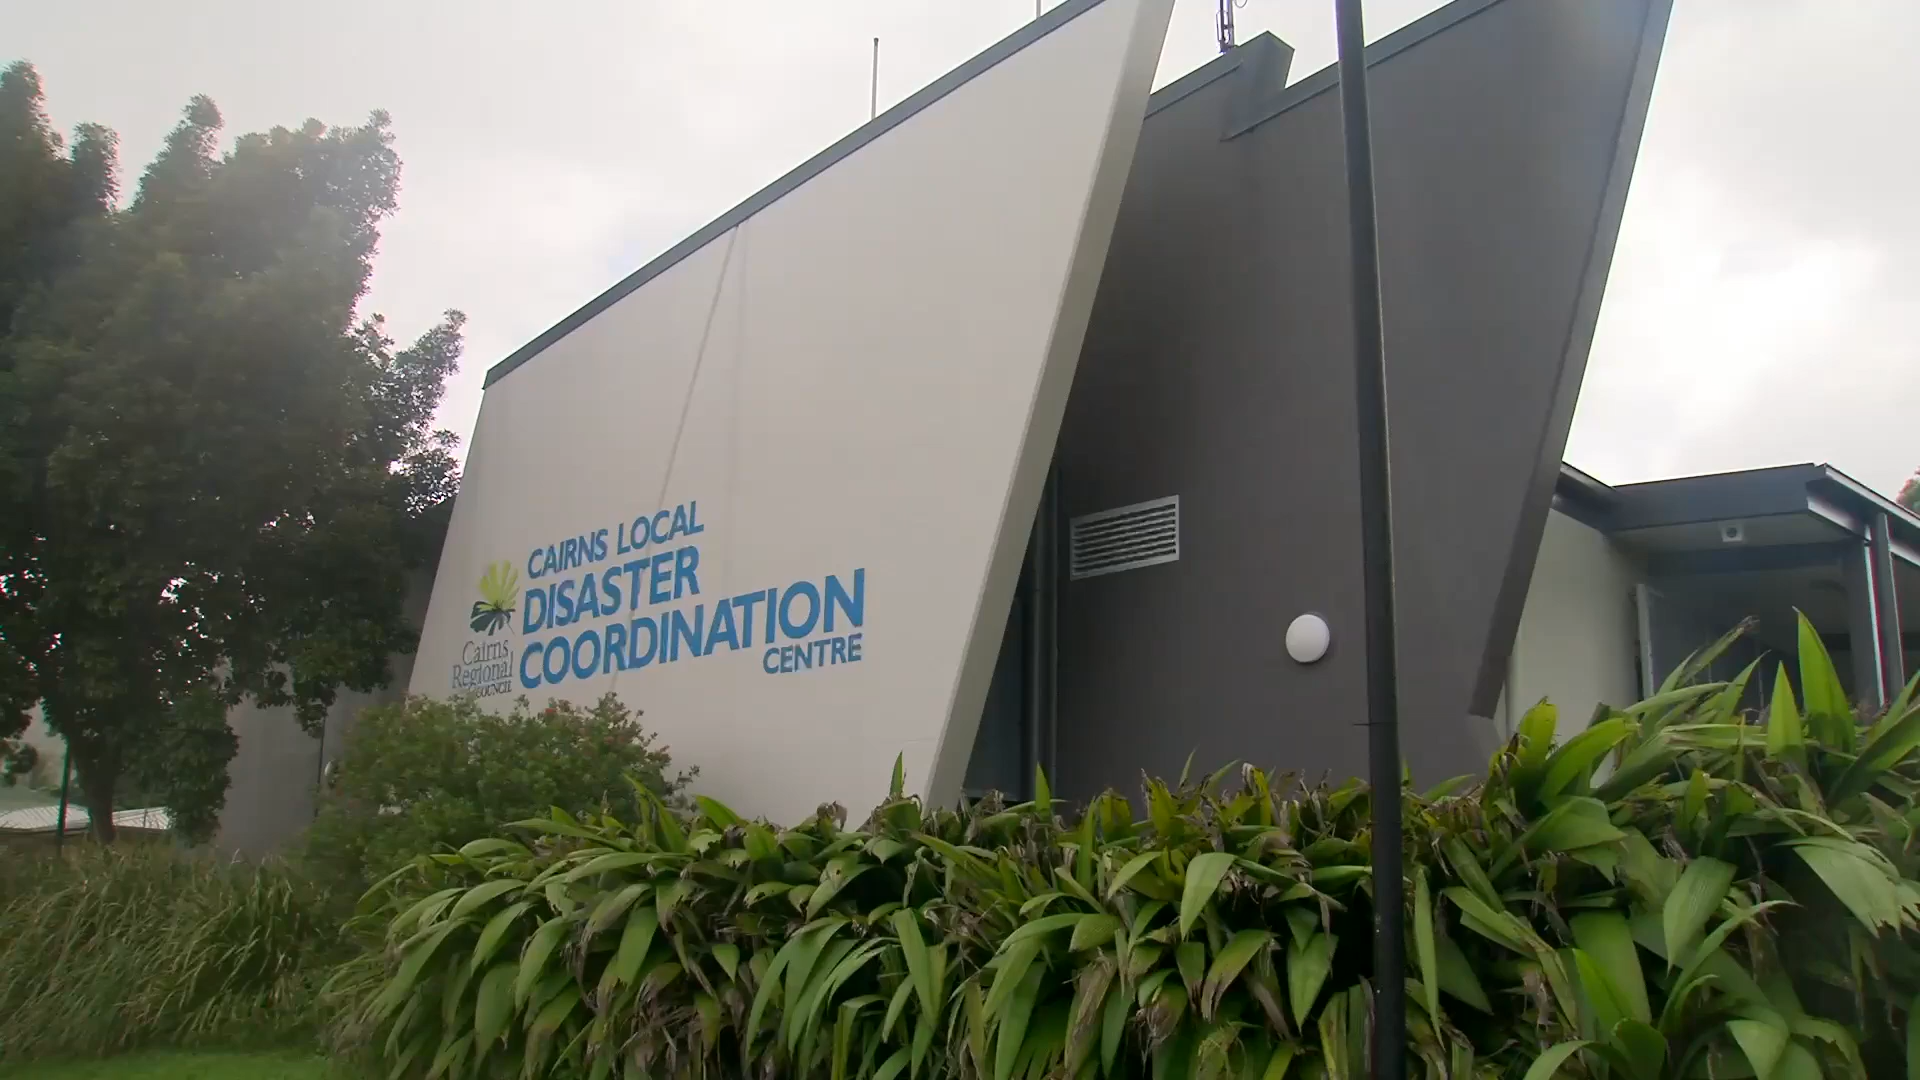 CAIRNS LOCAL
DISASTER
COORDINATION
CENTRE
Cairns
Regional
COUNCIL